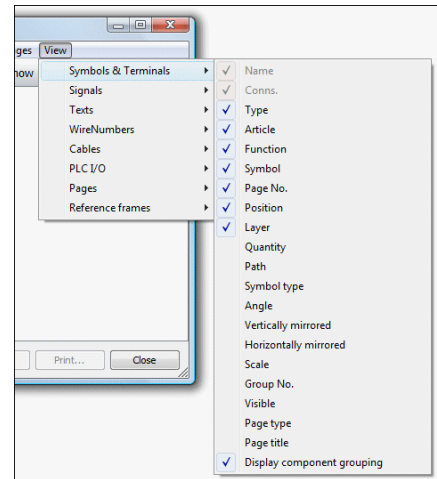 ges View
now
Symbols & Terminals
Signals
Texts
WireNumbers
Cables
PLC I/O
Pages
Reference frames
Name
Conns.
Type
Article
Function
Symbol
Page No.
Position
Layer
Quantity
Path
Symbol type
Angle
Vertically mirrored
Horizontally mirrored
Scale
Group No.
Visible
Page type
Page title
Display component grouping
Print... Close